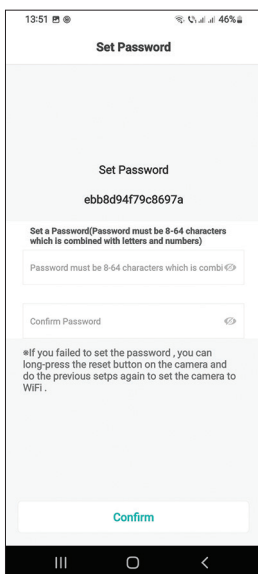 13:51 46%
Set Password
Set Password
ebb8d94f79c8697a
Set a Password(Password must be 8-64 characters
which is combined with letters and numbers)
Password must be 8-64 characters which is combi
Confirm Password
※If you failed to set the password , you can
long-press the reset button on the camera and
do the previous setps again to set the camera to
WiFi .
Confirm